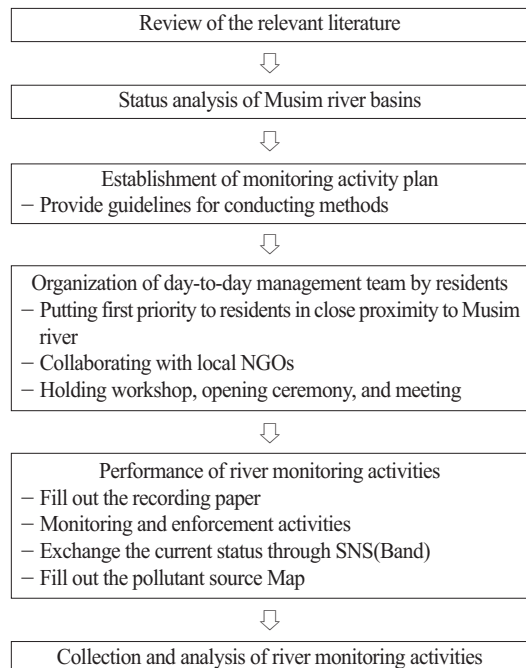 Review of the relevant literature
Status analysis of Musim river basins
Establishment of monitoring activity plan
− Provide guidelines for conducting methods
Organization of day-to-day management team by residents
− Putting first priority to residents in close proximity to Musim
river
− Collaborating with local NGOs
− Holding workshop, opening ceremony, and meeting
Performance of river monitoring activities
− Fill out the recording paper
− Monitoring and enforcement activities
− Exchange the current status through SNS(Band)
− Fill out the pollutant source Map
Collection and analysis of river monitoring activities